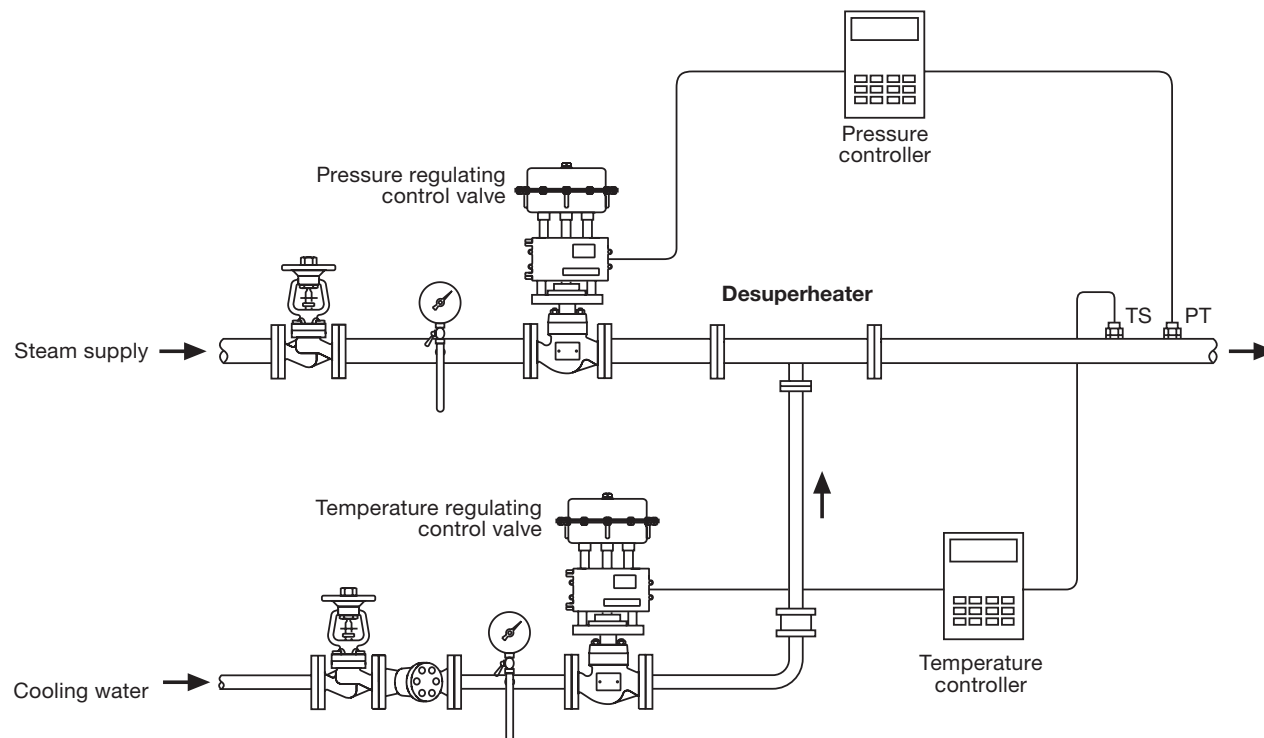 Pressure
controller
Pressure regulating
control valve
Desuperheater
TS
PT
Steam supply
Temperature regulating
control valve
Temperature
controller
Cooling water